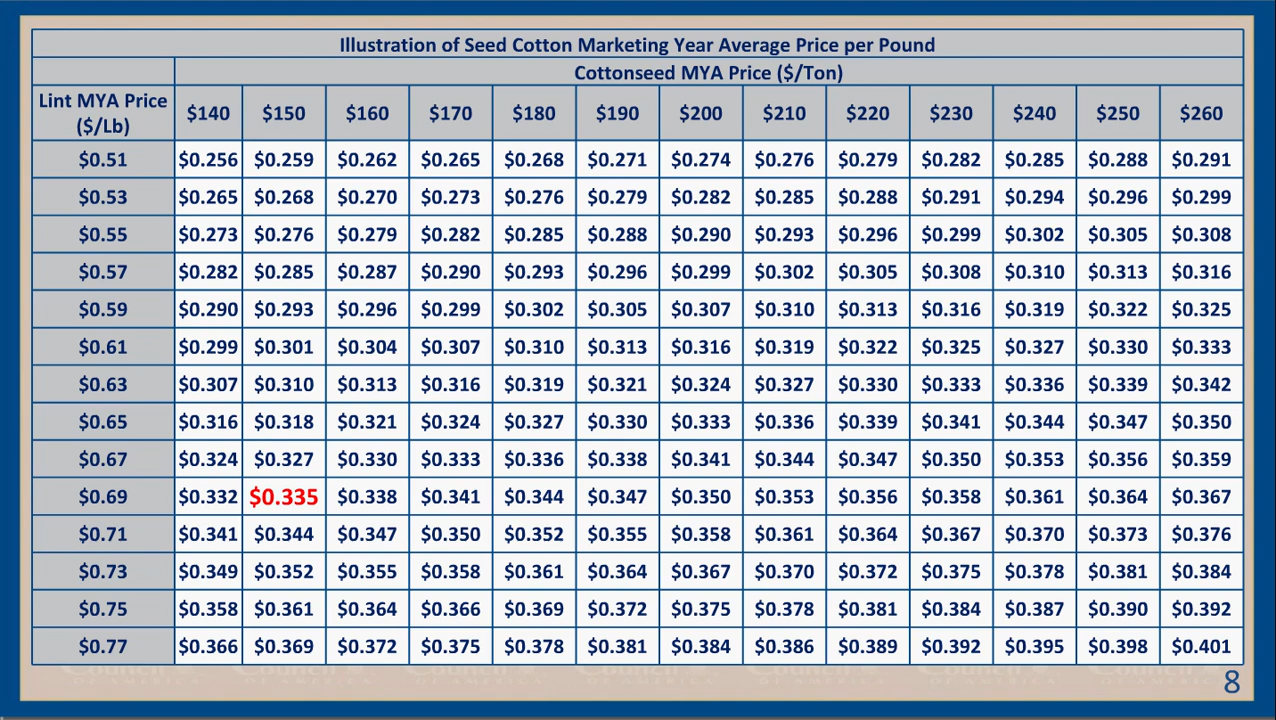 Illustration of Seed Cotton Marketing Year Average Price per Pound
Cottonseed MYA Price ($/Ton)
Lint MYA Price ($/Lb) $140 $150 $160 $170 $180 $190 $200 $210 $220 $230 $240 $250 $260
$0.51 $0.256 $0.259 $0.262 $0.265 $0.268 $0.271 $0.274 $0.276 $0.279 $0.282 $0.285 $0.288 $0.291
$0.53 $0.265 $0.268 $0.270 $0.273 $0.276 $0.279 $0.282 $0.285 $0.288 $0.291 $0.294 $0.296 $0.299
$0.55 $0.273 $0.276 $0.279 $0.282 $0.285 $0.288 $0.290 $0.293 $0.296 $0.299 $0.302 $0.305 $0.308
$0.57 $0.282 $0.285 $0.287 $0.290 $0.293 $0.296 $0.299 $0.302 $0.305 $0.308 $0.310 $0.313 $0.316
$0.59 $0.290 $0.293 $0.296 $0.299 $0.302 $0.305 $0.307 $0.310 $0.313 $0.316 $0.319 $0.322 $0.325
$0.61 $0.299 $0.301 $0.304 $0.307 $0.310 $0.313 $0.316 $0.319 $0.322 $0.325 $0.327 $0.330 $0.333
$0.63 $0.307 $0.310 $0.313 $0.316 $0.319 $0.321 $0.324 $0.327 $0.330 $0.333 $0.336 $0.339 $0.342
$0.65 $0.316 $0.318 $0.321 $0.324 $0.327 $0.330 $0.333 $0.336 $0.339 $0.341 $0.344 $0.347 $0.350
$0.67 $0.324 $0.327 $0.330 $0.333 $0.336 $0.338 $0.341 $0.344 $0.347 $0.350 $0.353 $0.356 $0.359
$0.69 $0.332 $0.335 $0.338 $0.341 $0.344 $0.347 $0.350 $0.353 $0.356 $0.358 $0.361 $0.364 $0.367
$0.71 $0.341 $0.344 $0.347 $0.350 $0.352 $0.355 $0.358 $0.361 $0.364 $0.367 $0.370 $0.373 $0.376
$0.73 $0.349 $0.352 $0.355 $0.358 $0.361 $0.364 $0.367 $0.370 $0.372 $0.375 $0.378 $0.381 $0.384
$0.75 $0.358 $0.361 $0.364 $0.366 $0.369 $0.372 $0.375 $0.378 $0.381 $0.384 $0.387 $0.390 $0.392
$0.77 $0.366 $0.369 $0.372 $0.375 $0.378 $0.381 $0.384 $0.386 $0.389 $0.392 $0.395 $0.398 $0.401
8